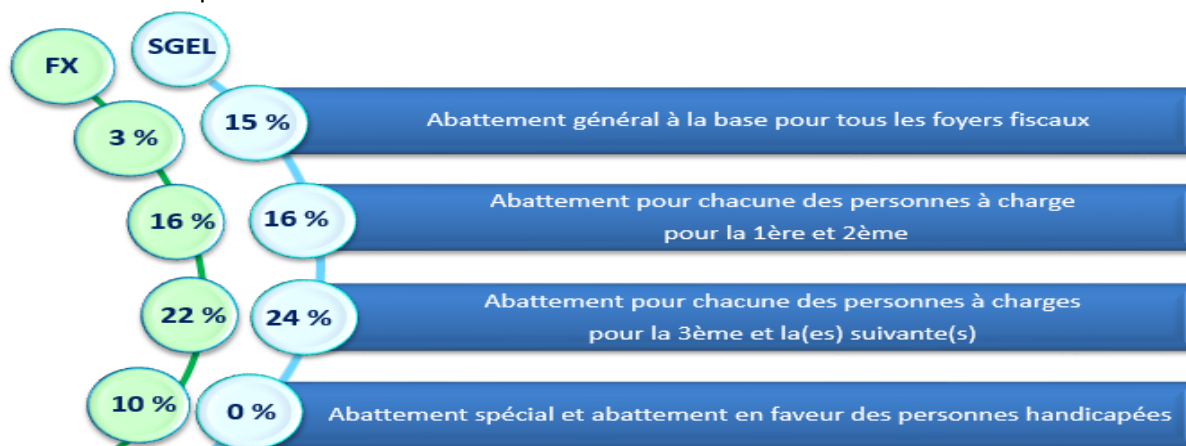 FX
SGEL
3 %
15 %
Abattement général à la base pour tous les foyers fiscaux
16 %
16 %
Abattement pour chacune des personnes à charge
pour la 1ère et 2ème
22 %
24 %
Abattement pour chacune des personnes à charges
pour la 3ème et la(es) suivante(s)
10 %
0 %
Abattement spécial et abattement en faveur des personnes handicapées